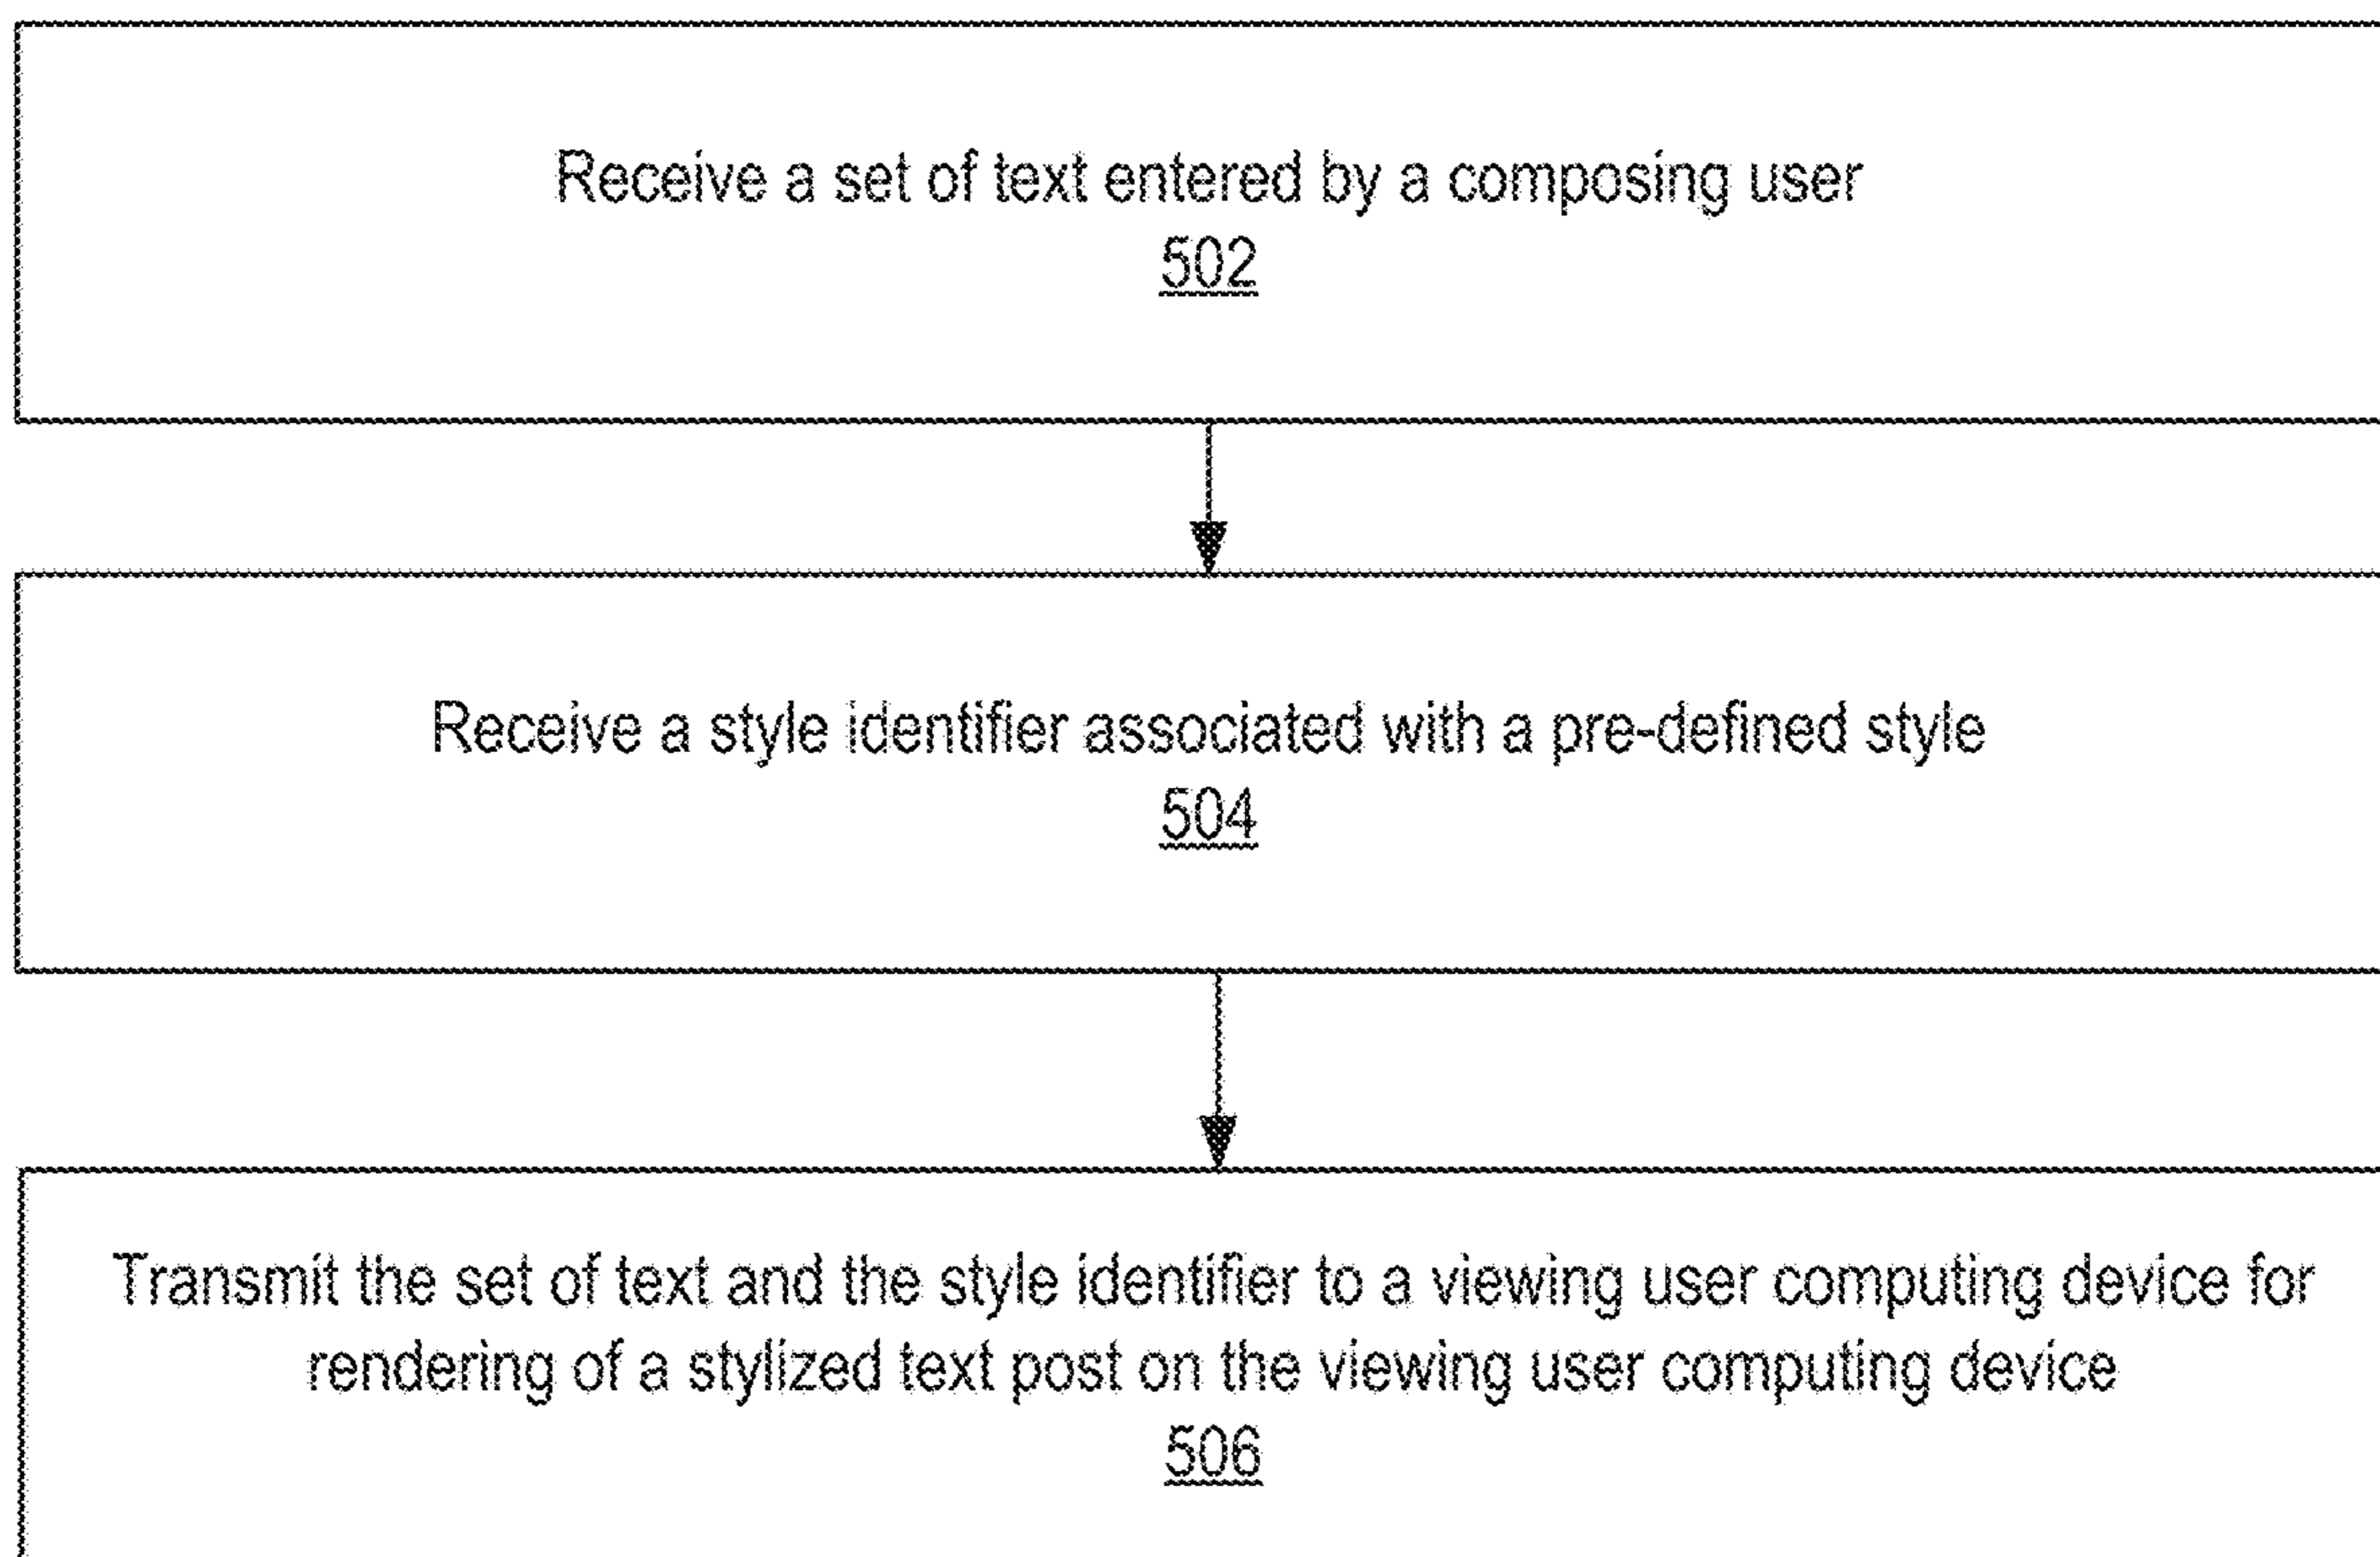 Receive a set of text entered by a composing user
502
Receive a style identifier associated with a pre-defined style
504
Transmit the set of text and the style identifier to a viewing user computing device for
rendering of a stylized text post on the viewing user computing device
506